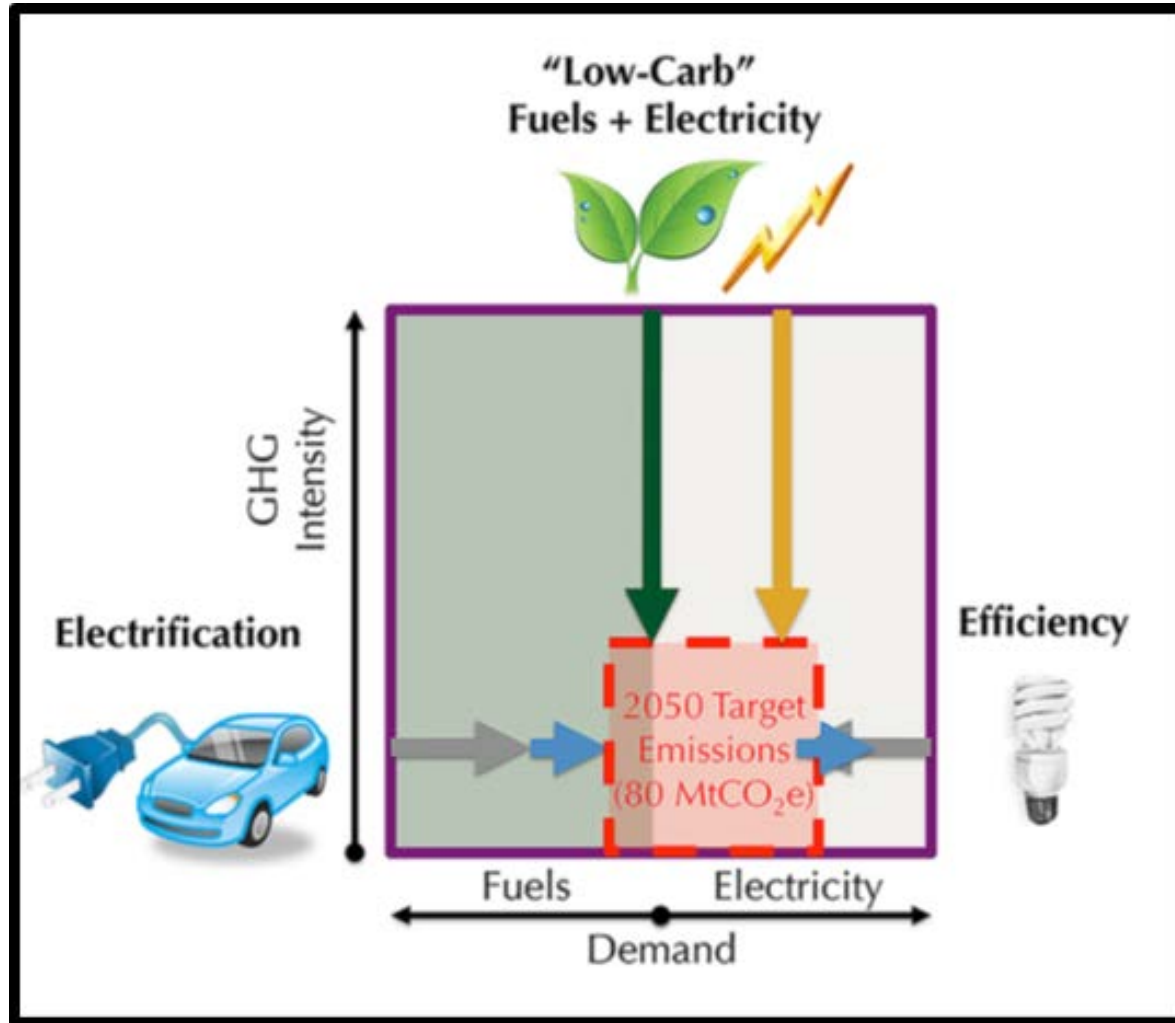 “Low-Carb”
Fuels + Electricity
GHG
Intensity
Electrification
Efficiency
2050 Target
Emissions
(80 MtCO₂e)
Fuels
Electricity
Demand